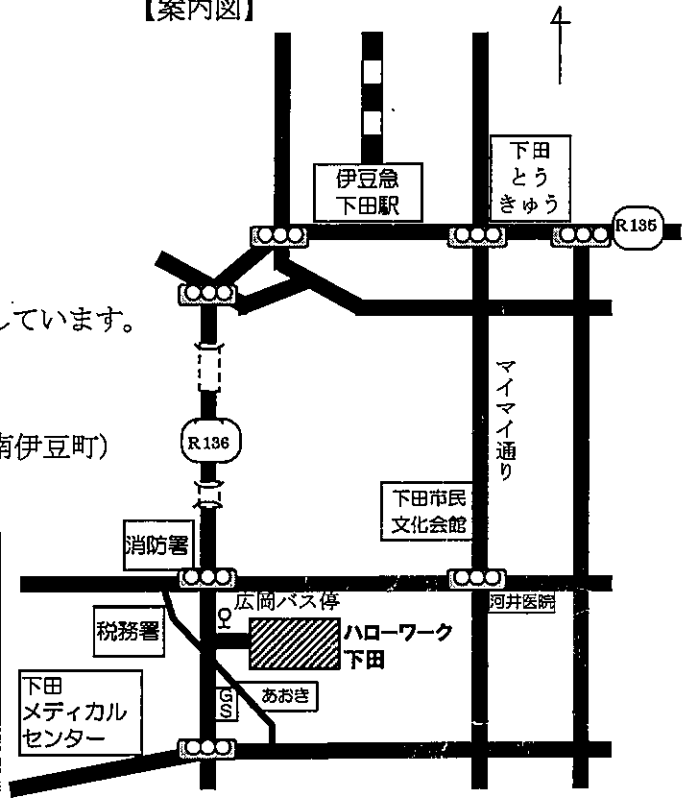 【案内図】
下田
とう
きゅう
伊豆急
下田駅
R135
しています。
マイマイ通り
R136
南伊豆町）
下田市民
文化会館
消防署
広岡バス停
河井医院
税務署
ハローワーク
下田
下田
メディカル
センター
GS
あおき